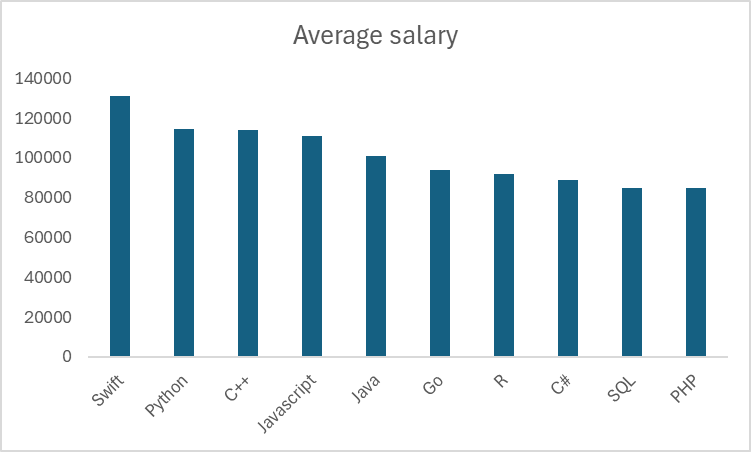 Average salary
140000
120000
100000
80000
60000
40000
20000
0
Swift
Python
C++
Javascript
Java
Go
R
C#
SQL
PHP